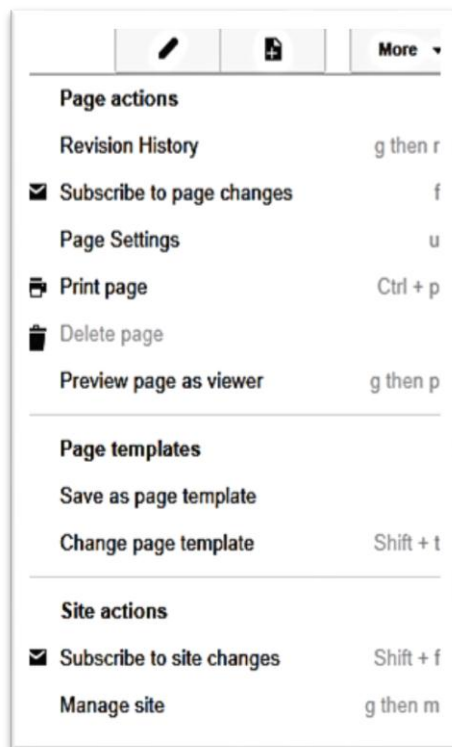 More
Page actions
Revision History g then r
Subscribe to page changes f
Page Settings u
Print page Ctrl + p
Delete page
Preview page as viewer g then p
Page templates
Save as page template
Change page template Shift + t
Site actions
Subscribe to site changes Shift + f
Manage site g then m